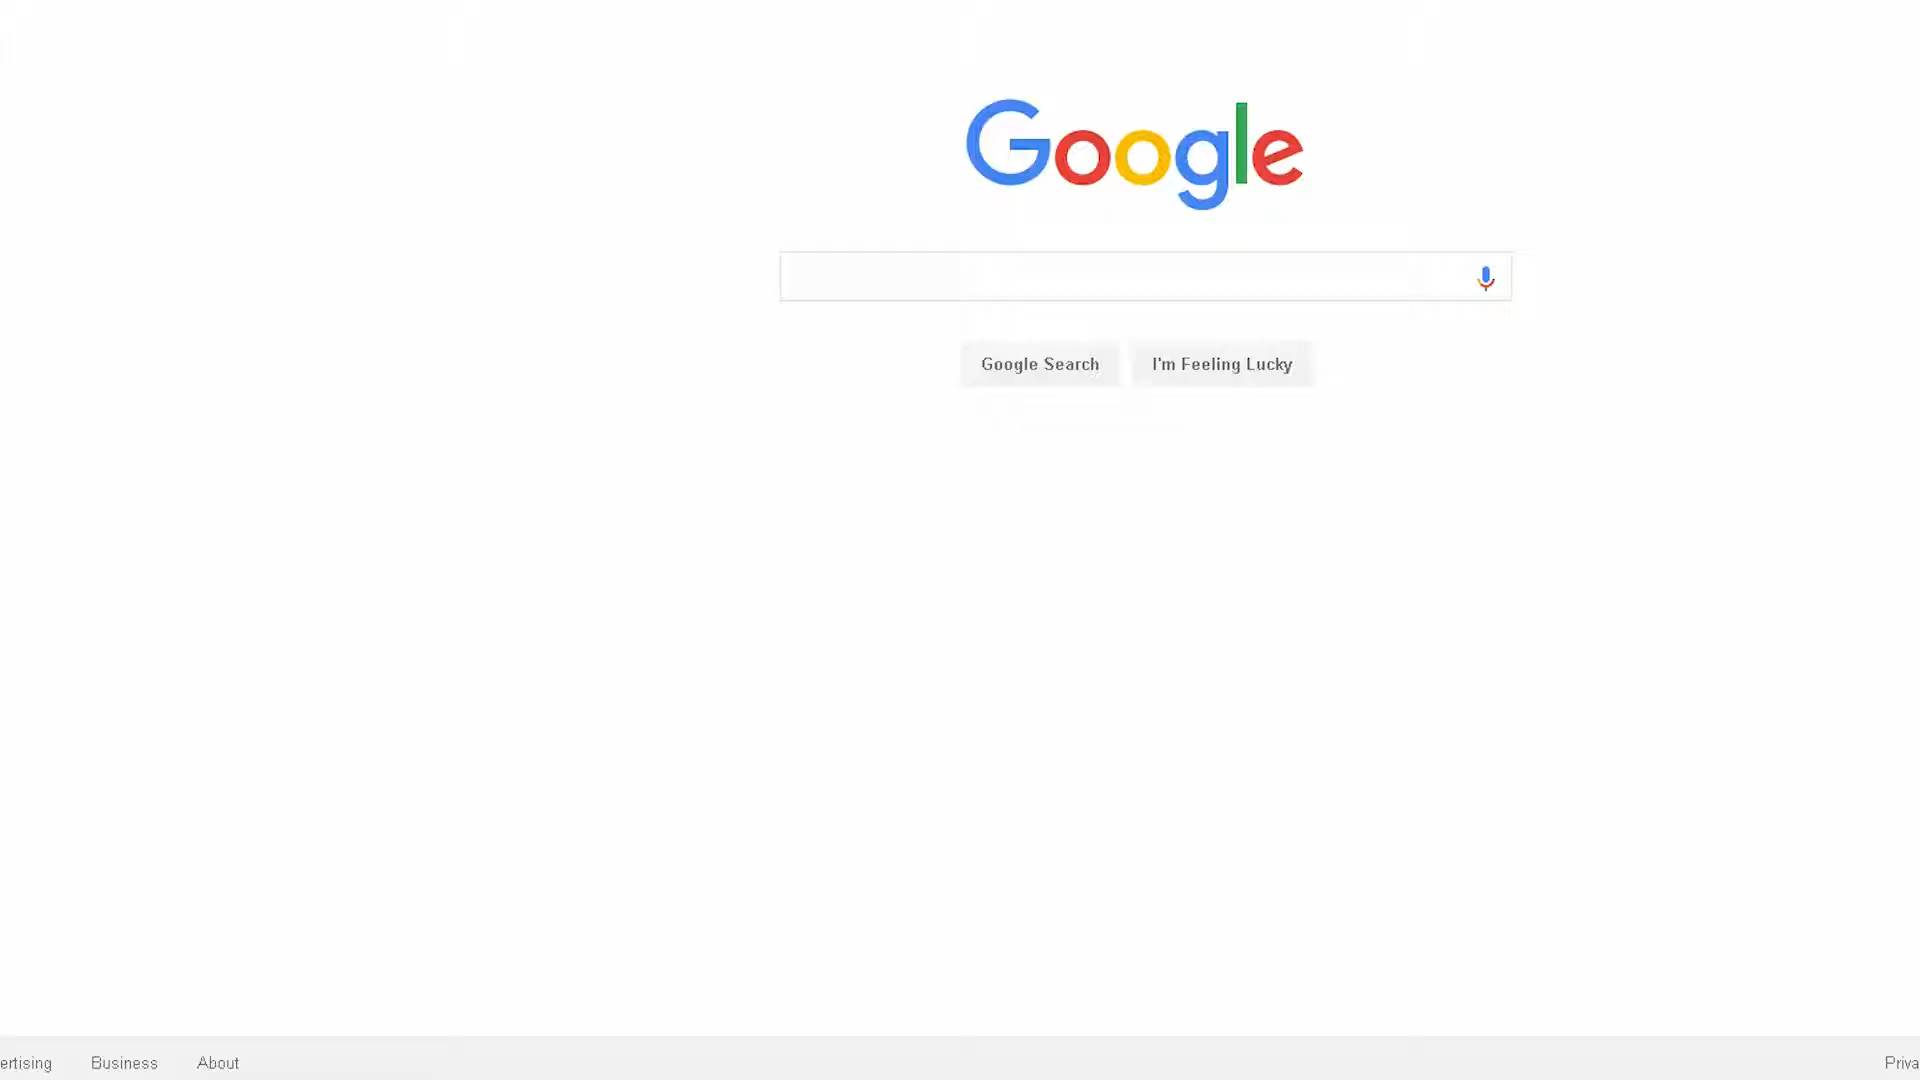 Google
Google Search
I'm Feeling Lucky
ertising
Business
About
Priva